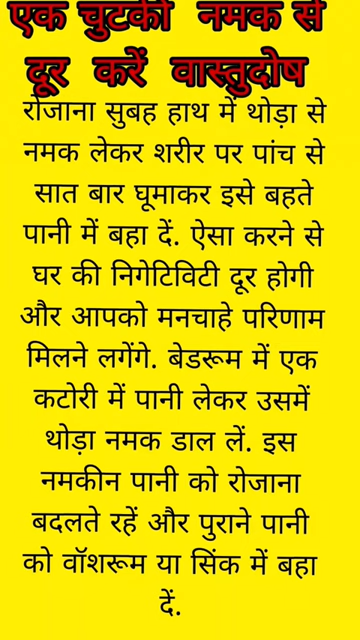 एक चुटकी नमक से
दूर करें वास्तुदोष
रोजाना सुबह हाथ में थोड़ा से
नमक लेकर शरीर पर पांच से
सात बार घूमाकर इसे बहते
पानी में बहा दें. ऐसा करने से
घर की निगेटिविटी दूर होगी
और आपको मनचाहे परिणाम
मिलने लगेंगे. बेडरूम में एक
कटोरी में पानी लेकर उसमें
थोड़ा नमक डाल लें. इस
नमकीन पानी को रोजाना
बदलते रहें और पुराने पानी
को वॉशरूम या सिंक में बहा
दें.